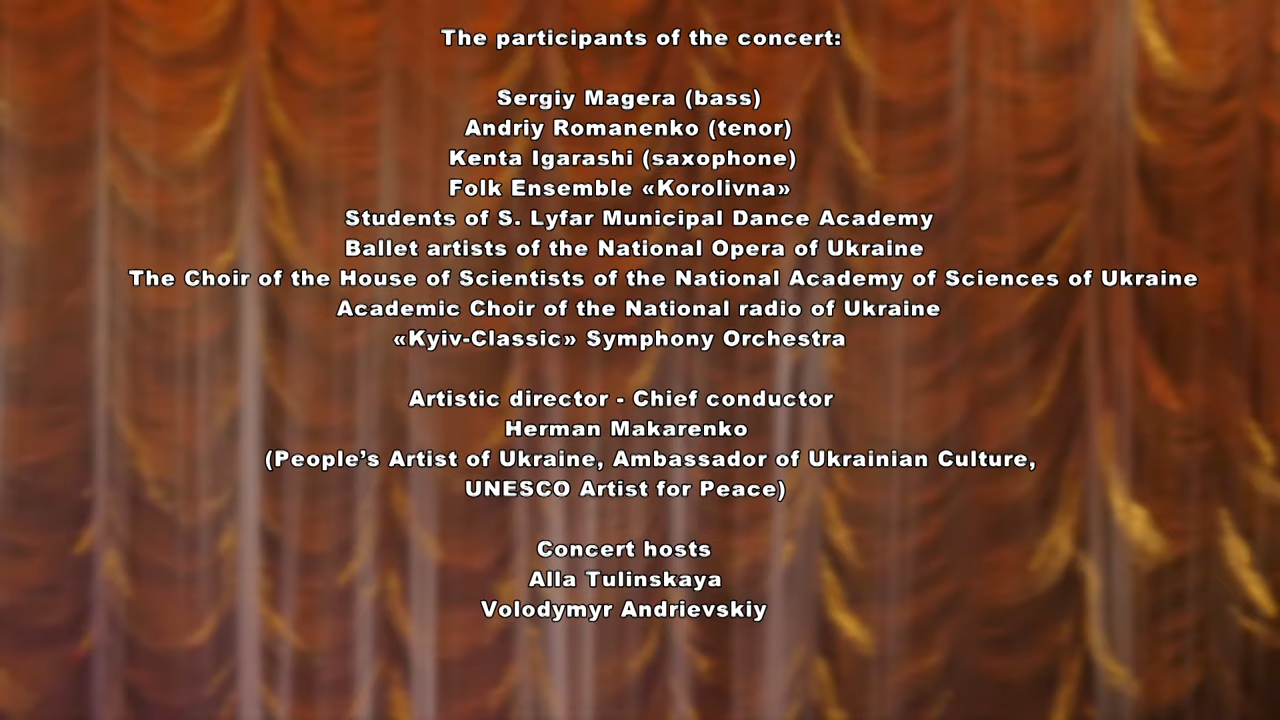 The participants of the concert:
Sergiy Magera (bass)
Andriy Romanenko (tenor)
Kenta Igarashi (saxophone)
Folk Ensemble «Korolivna»
Students of S. Lyfar Municipal Dance Academy
Ballet artists of the National Opera of Ukraine
The Choir of the House of Scientists of the National Academy of Sciences of Ukraine
Academic Choir of the National radio of Ukraine
«Kyiv-Classic» Symphony Orchestra
Artistic director - Chief conductor
Herman Makarenko
(People’s Artist of Ukraine, Ambassador of Ukrainian Culture,
UNESCO Artist for Peace)
Concert hosts
Alla Tulinskaya
Volodymyr Andrievskiy